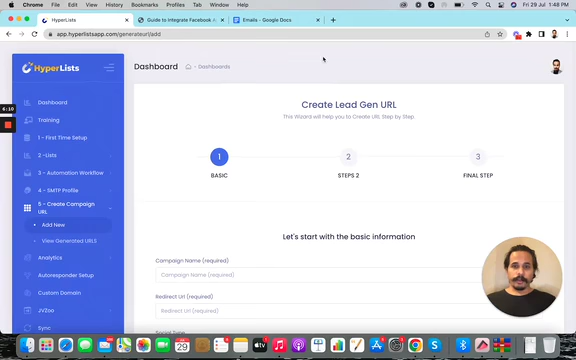 Chrome File Edit View History Bookmarks Profiles Tab Window Help
Fri 29 Jul 1:48 PM
HyperLists
Guide to Integrate Facebook A
Emails - Google Docs
app.hyperlistsapp.com/generateurl/add
HyperLists
Dashboard
Dashboards
6:10
Dashboard
Training
1 - First Time Setup
2 -Lists
3 - Automation Workflow
4 - SMTP Profile
5 - Create Campaign
URL
Add New
View Generated URLS
Analytics
Autoresponder Setup
Custom Domain
JVZoo
Sync
Create Lead Gen URL
This Wizard will help you to Create URL Step by Step.
1
2
3
BASIC
STEPS 2
FINAL STEP
Let's start with the basic information
Campaign Name (required)
Campaign Name (required)
Redirect Url (required)
Redirect Url (required)
Social Type
29